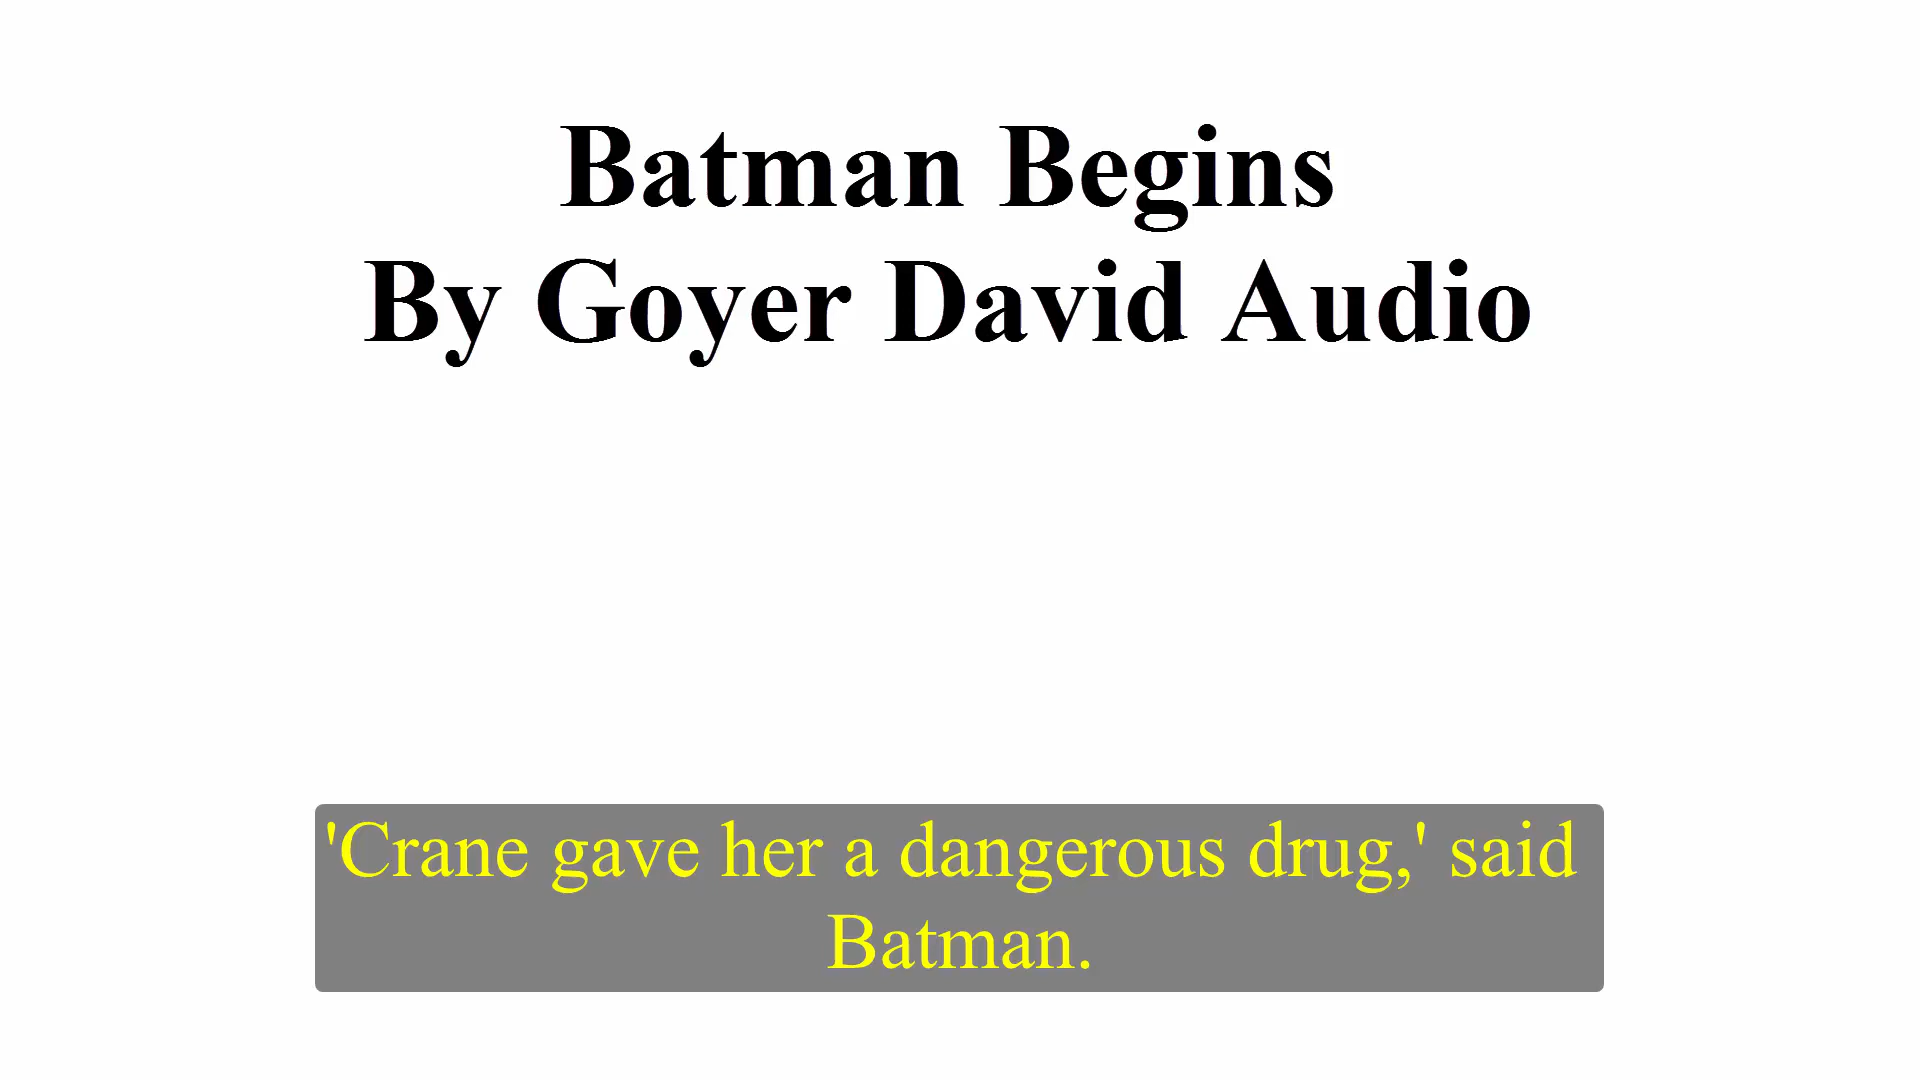 Batman Begins
By Goyer David Audio
'Crane gave her a dangerous drug,' said
Batman.